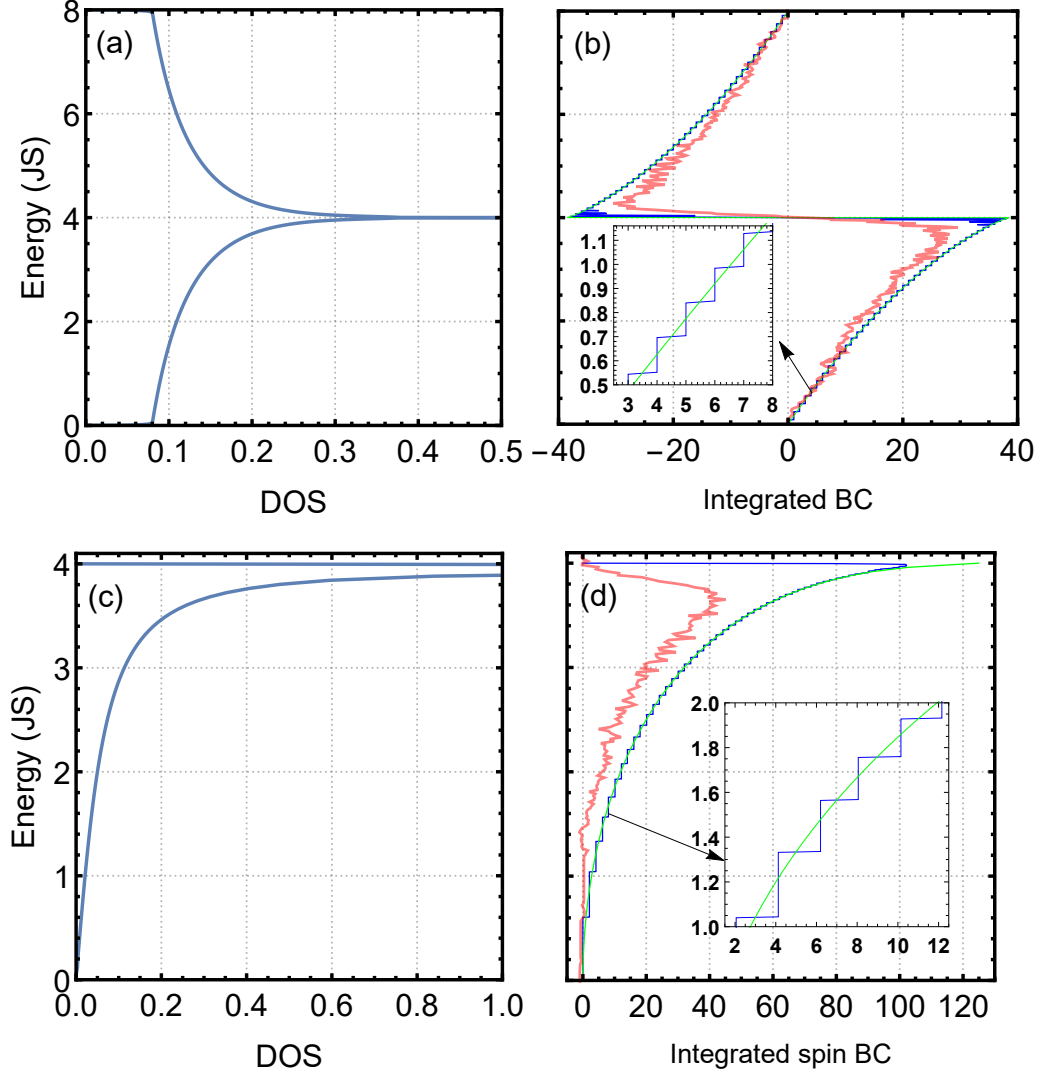 (a)
8
6
4
2
0
Energy (JS)
0.0 0.1 0.2 0.3 0.4 0.5
DOS
(b)
1.1
1.0
0.9
0.8
0.7
0.6
0.5
3 4 5 6 7 8
−40 −20 0 20 40
Integrated BC
(c)
4
3
2
1
0
Energy (JS)
0.0 0.2 0.4 0.6 0.8 1.0
DOS
(d)
2.0
1.8
1.6
1.4
1.2
1.0
2 4 6 8 10 12
0 20 40 60 80 100 120
Integrated spin BC